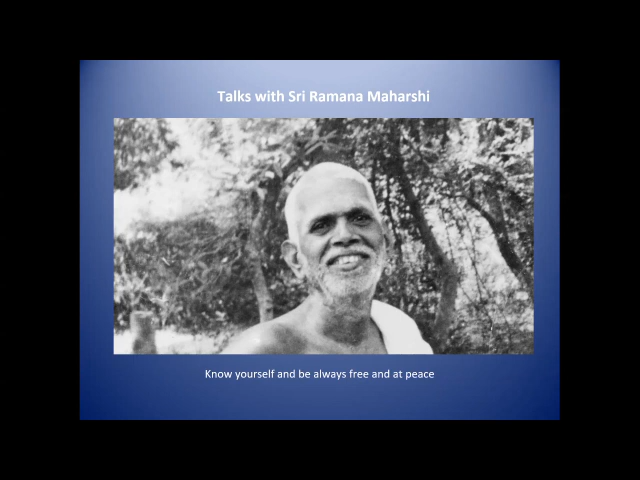 Talks with Sri Ramana Maharshi
Know yourself and be always free and at peace